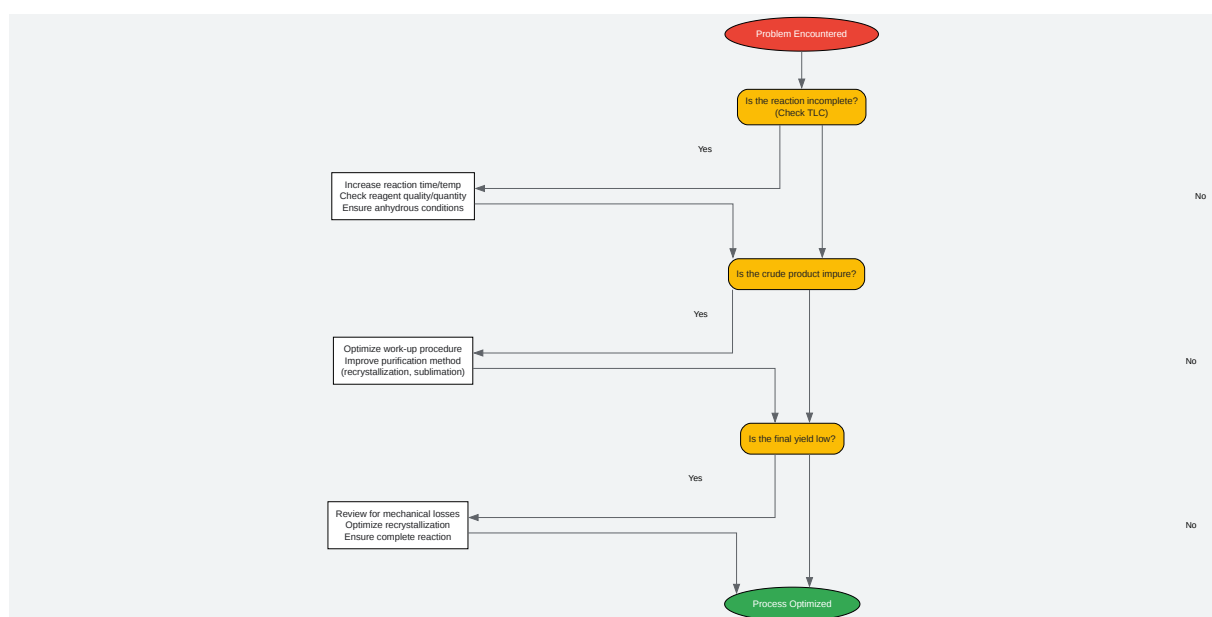 Problem Encountered
Is the reaction incomplete?
(Check TLC)
Yes
Increase reaction time/temp
Check reagent quality/quantity
Ensure anhydrous conditions
No
Is the crude product impure?
Yes
Optimize work-up procedure
Improve purification method
(recrystallization, sublimation)
No
Is the final yield low?
Yes
Review for mechanical losses
Optimize recrystallization
Ensure complete reaction
No
Process Optimized